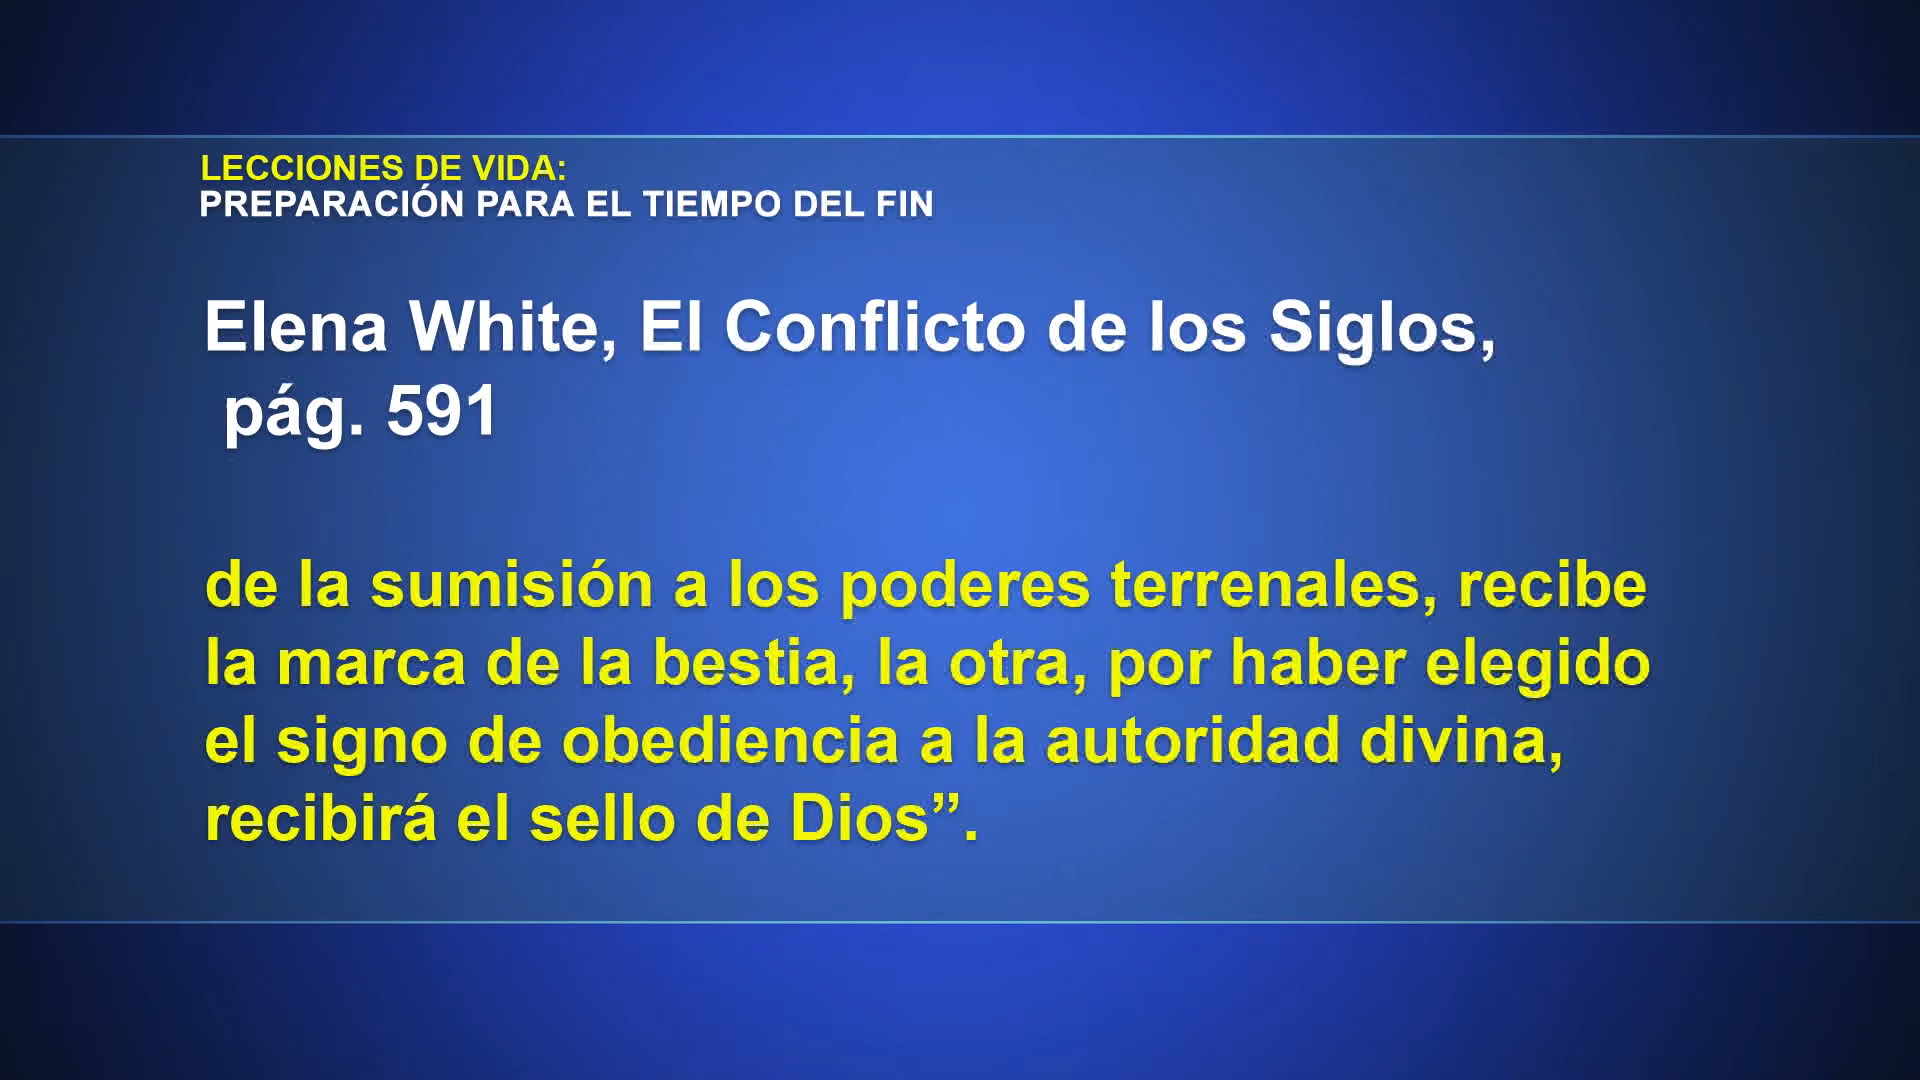 LECCIONES DE VIDA:
PREPARACIÓN PARA EL TIEMPO DEL FIN
Elena White, El Conflicto de los Siglos,
pág. 591
de la sumisión a los poderes terrenales, recibe
la marca de la bestia, la otra, por haber elegido
el signo de obediencia a la autoridad divina,
recibirá el sello de Dios”.